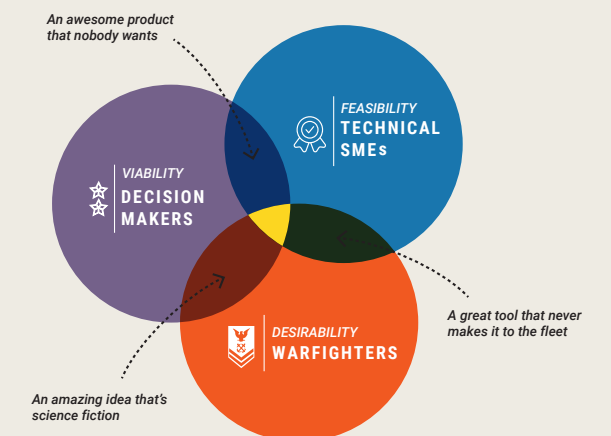 An awesome product
that nobody wants
FEASIBILITY
TECHNICAL
SMEs
VIABILITY
DECISION
MAKERS
DESIRABILITY
WARFIGHTERS
A great tool that never
makes it to the fleet
An amazing idea that's
science fiction